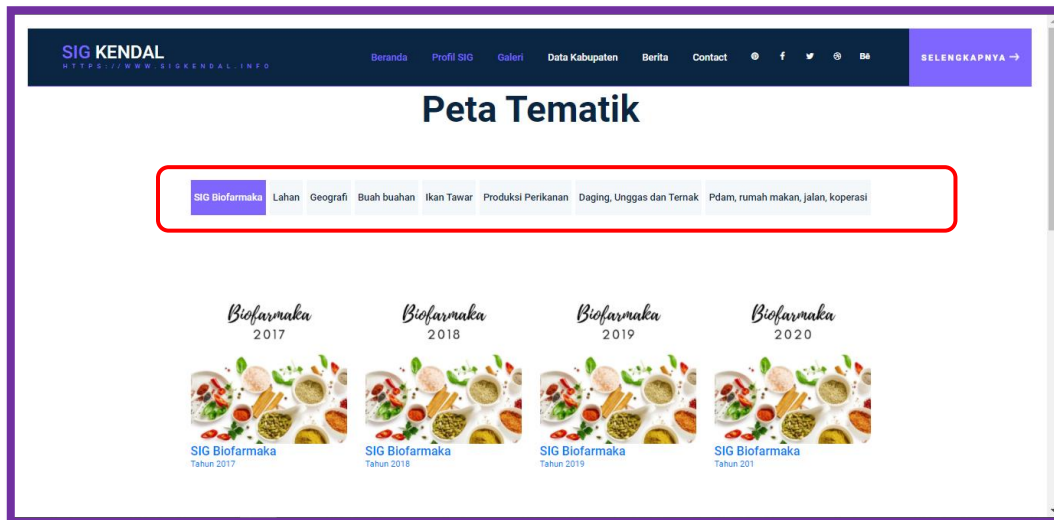 SIG KENDAL
HTTPS://WWW.SIGKENDAL.INFO
Beranda Profil SIG Galeri Data Kabupaten Berita Contact Bē SELENGKAPNYA →
Peta Tematik
SIG Biofarmaka Lahan Geografi Buah buahan Ikan Tawar Produksi Perikanan Daging, Unggas dan Ternak Pdam, rumah makan, jalan, koperasi
Biofarmaka Biofarmaka Biofarmaka Biofarmaka
2017 2018 2019 2020
SIG Biofarmaka SIG Biofarmaka SIG Biofarmaka SIG Biofarmaka
Tahun 2017 Tahun 2018 Tahun 2019 Tahun 201